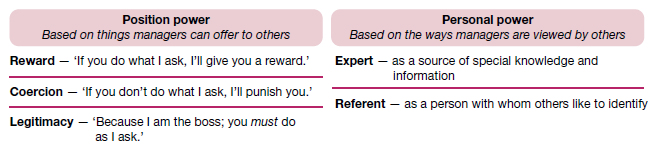 Position power
Based on things managers can offer to others
Reward — ‘If you do what I ask, I’ll give you a reward.’
Coercion — ‘If you don’t do what I ask, I’ll punish you.’
Legitimacy — ‘Because I am the boss; you must do
as I ask.’
Personal power
Based on the ways managers are viewed by others
Expert — as a source of special knowledge and
information
Referent — as a person with whom others like to identify